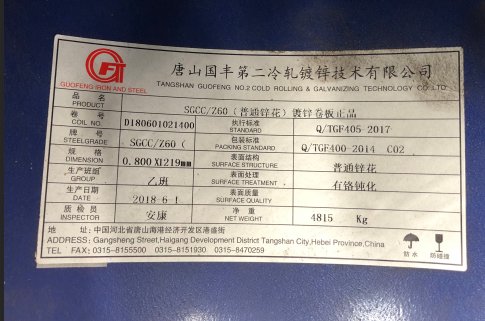 GFT
GUOFENG IRON AND STEEL
唐山国丰第二冷轧镀锌技术有限公司
TANGSHAN GUOFENG NO.2 COLD ROLLING & GALVANIZING TECHNOLOGY CO.,LTD.
品名 PRODUCT SGCC/Z60(普通锌花)镀锌卷板正品
卷号 COIL NO. D180601021400 执行标准 STANDARD Q/TGF405-2017
牌号 STEELGRADE SGCC/Z60 ( 包装标准 PACKING STANDARD Q/TGF400-2014 C02
规格 DIMENSION 0.800X1219mm 表面结构 SURFACE STRUCTURE 普通锌花
生产班组 GROUP 乙班 表面处理 SURFACE TREATMENT 有铬钝化
生产日期 DATE 2018 6 1 表面质量 SURFACE QUALITY
质检员 INSPECTOR 安康 净重 NET WEIGHT 4815 Kg
地 址: 中国河北省唐山海港经济开发区港盛街
ADDRESS: Gangsheng Street,Haigang Development District Tangshan City,Hebei Province,China
TEL FAX: 0315-8155500 0315-8151930 0315-8470259
防水 防碰撞